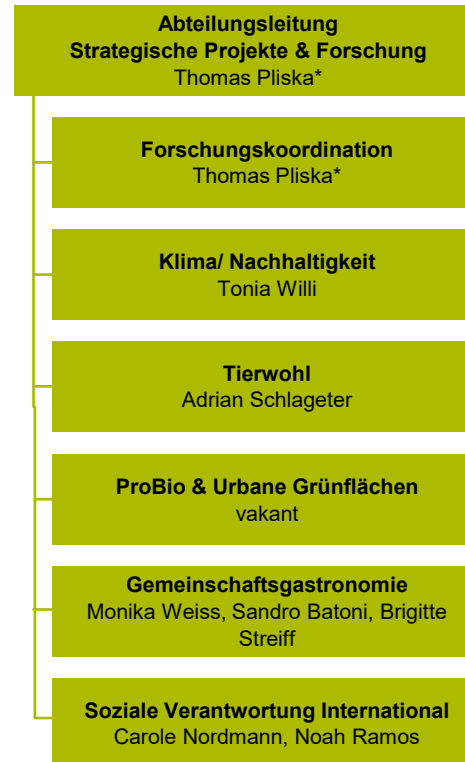 Abteilungsleitung
Strategische Projekte & Forschung
Thomas Pliska*
Forschungskoordination
Thomas Pliska*
Klima/ Nachhaltigkeit
Tonia Willi
Tierwohl
Adrian Schlageter
ProBio & Urbane Grünflächen
vakant
Gemeinschaftsgastronomie
Monika Weiss, Sandro Batoni, Brigitte
Streiff
Soziale Verantwortung International
Carole Nordmann, Noah Ramos